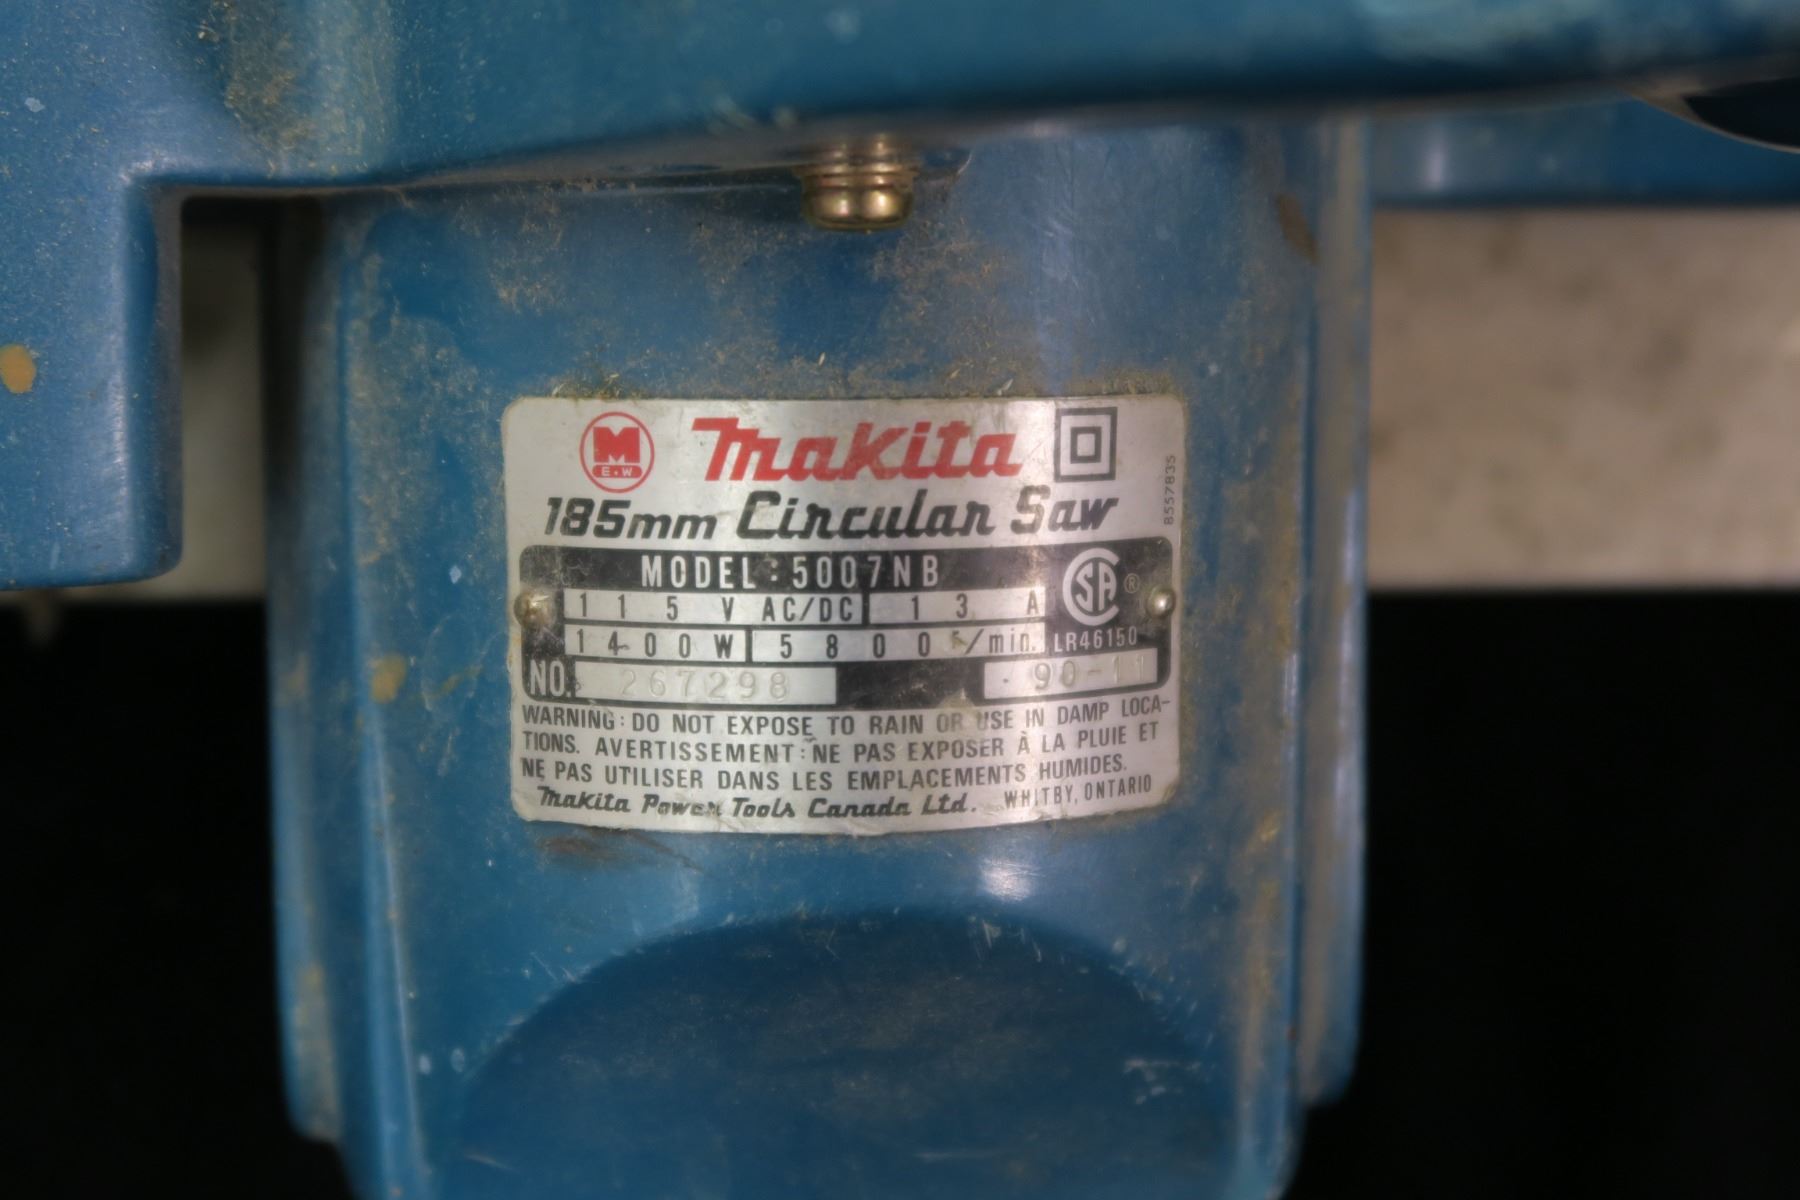 M
E.W
Makita
185mm Circular Saw
8557835
MODEL: 5007NB
115 V AC/DC 13 A
1400W 5800r/min.
CSA ®
LR46150
NO. 267298 90-11
WARNING: DO NOT EXPOSE TO RAIN OR USE IN DAMP LOCA-
TIONS. AVERTISSEMENT: NE PAS EXPOSER À LA PLUIE ET
NE PAS UTILISER DANS LES EMPLACEMENTS HUMIDES.
Makita Power Tools Canada Ltd. WHITBY, ONTARIO